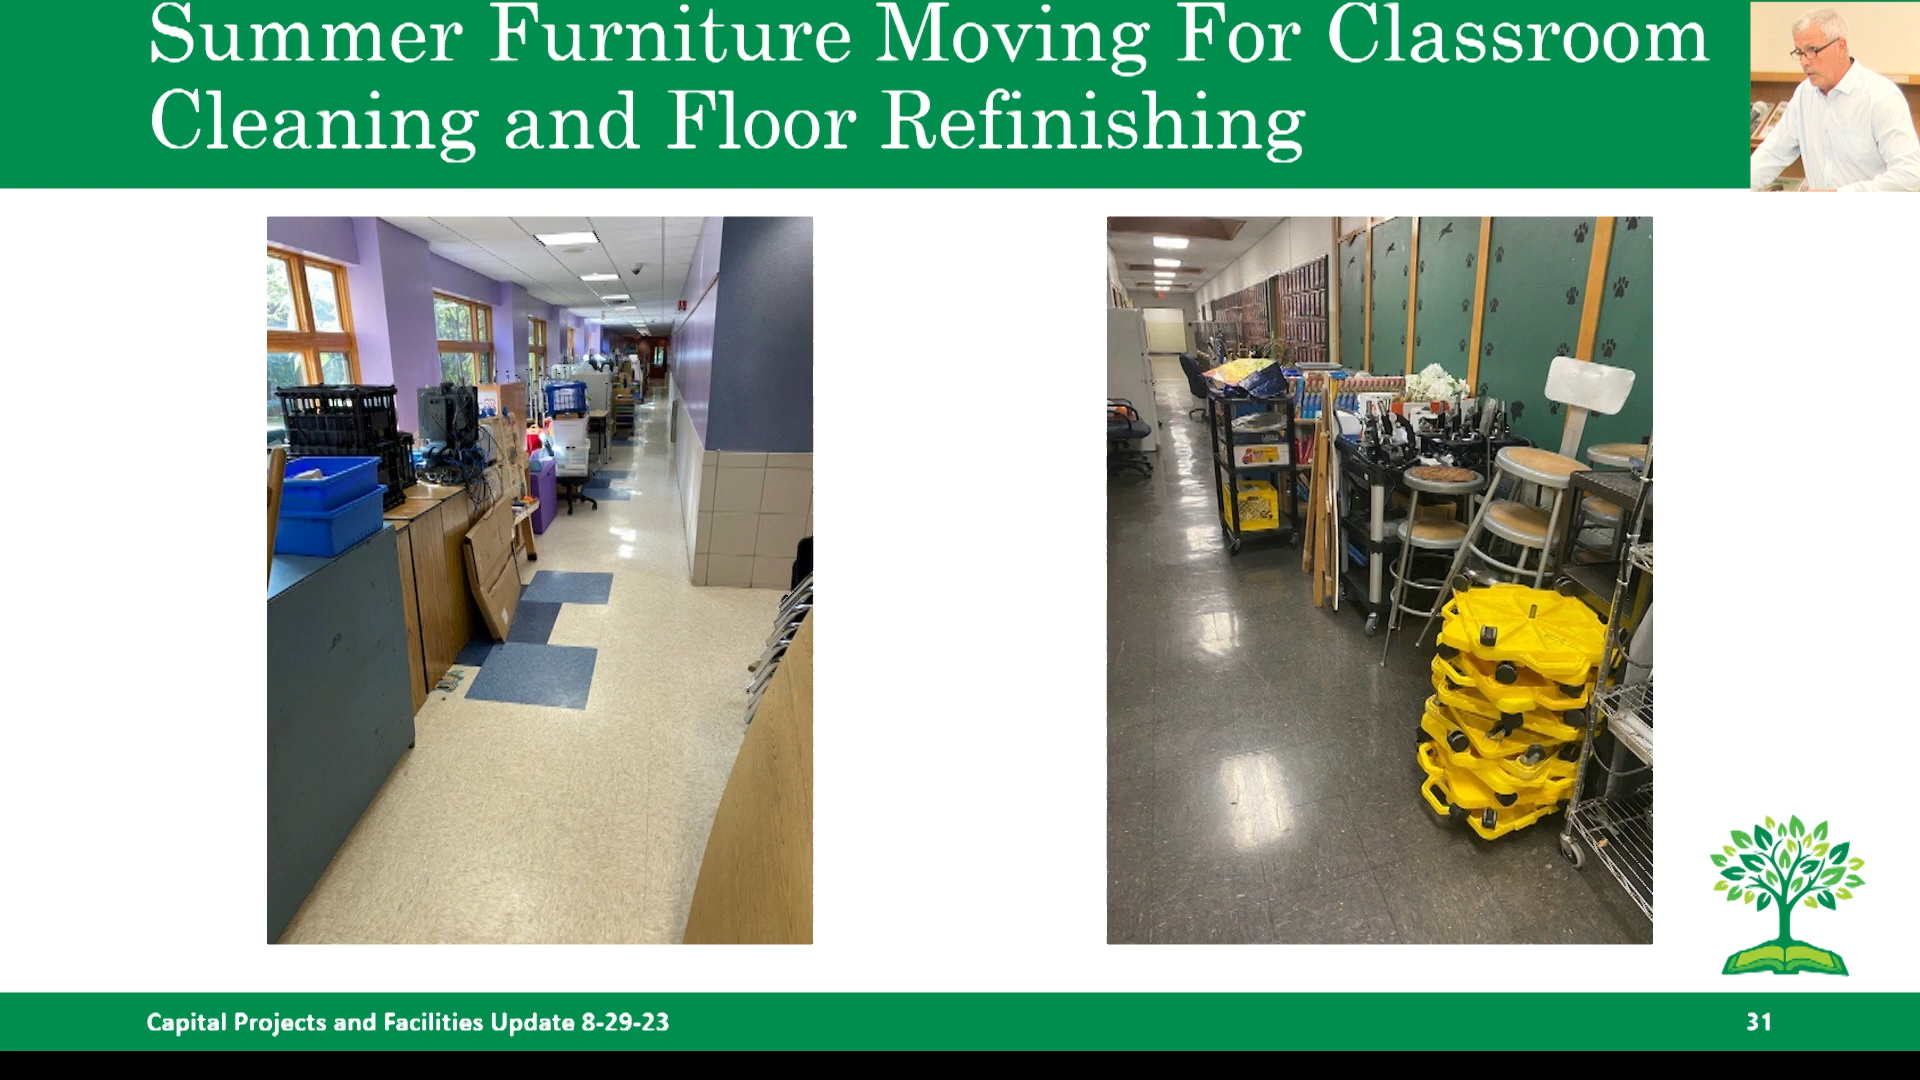 Summer Furniture Moving For Classroom
Cleaning and Floor Refinishing
Capital Projects and Facilities Update 8-29-23
31